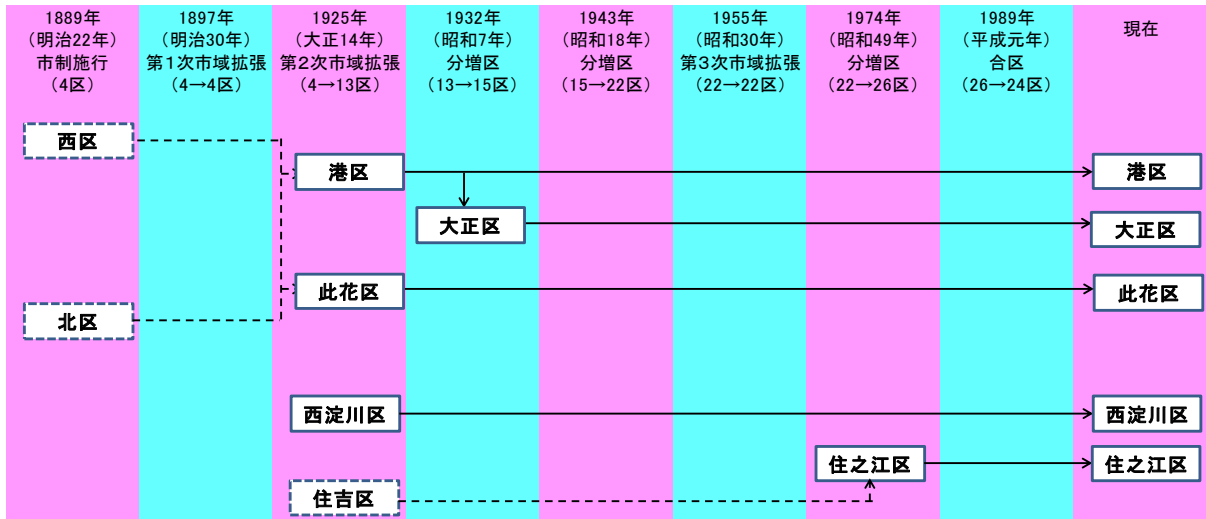 1889年
（明治22年）
市制施行
（4区）
1897年
（明治30年）
第１次市域拡張
（4→4区）
1925年
（大正14年）
第２次市域拡張
（4→13区）
1932年
（昭和7年）
分増区
（13→15区）
1943年
（昭和18年）
分増区
（15→22区）
1955年
（昭和30年）
第３次市域拡張
（22→22区）
1974年
（昭和49年）
分増区
（22→26区）
1989年
（平成元年）
合区
（26→24区）
現在
西区
港区
港区
大正区
大正区
此花区
此花区
北区
西淀川区
西淀川区
住之江区
住之江区
住吉区